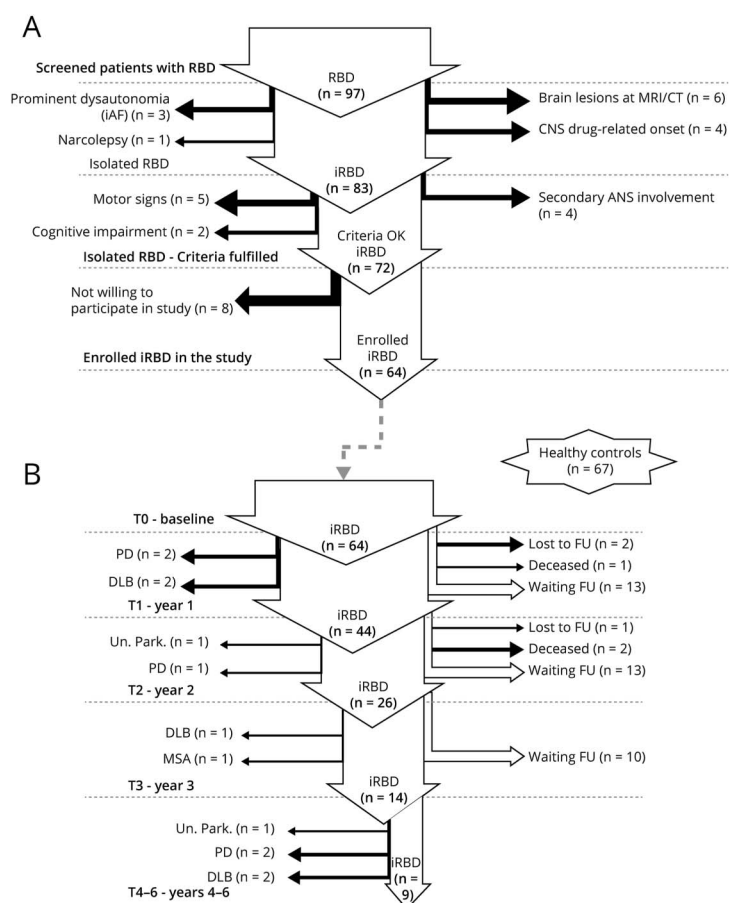 A
Screened patients with RBD
RBD
(n = 97)
Prominent dysautonomia
(iAF) (n = 3)
Narcolepsy (n = 1)
Brain lesions at MRI/CT (n = 6)
CNS drug-related onset (n = 4)
Isolated RBD
iRBD
(n = 83)
Motor signs (n = 5)
Cognitive impairment (n = 2)
Secondary ANS involvement
(n = 4)
Isolated RBD - Criteria fulfilled
Criteria OK
iRBD
(n = 72)
Not willing to
participate in study (n = 8)
Enrolled iRBD in the study
Enrolled
iRBD
(n = 64)
Healthy controls
(n = 67)
B
T0 - baseline
iRBD
(n = 64)
PD (n = 2)
DLB (n = 2)
Lost to FU (n = 2)
Deceased (n = 1)
Waiting FU (n = 13)
T1 - year 1
iRBD
(n = 44)
Un. Park. (n = 1)
PD (n = 1)
Lost to FU (n = 1)
Deceased (n = 2)
Waiting FU (n = 13)
T2 - year 2
iRBD
(n = 26)
DLB (n = 1)
MSA (n = 1)
Waiting FU (n = 10)
T3 - year 3
iRBD
(n = 14)
Un. Park. (n = 1)
PD (n = 2)
DLB (n = 2)
T4–6 - years 4–6
iRBD
(n =
9)